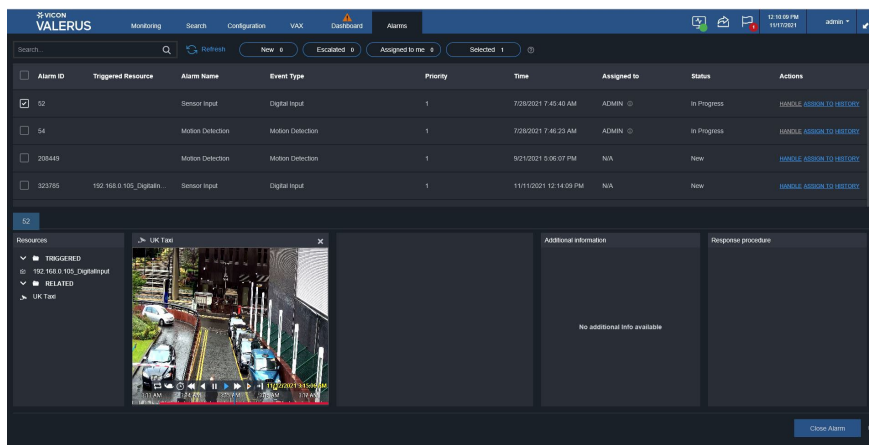 VICON
VALERUS Monitoring Search Configuration VAX Dashboard Alarms 12:10:09 PM 11/17/2021 admin
Search... Refresh New 0 Escalated 0 Assigned to me 0 Selected 1
Alarm ID Triggered Resource Alarm Name Event Type Priority Time Assigned to Status Actions
52 Sensor Input Digital Input 1 7/28/2021 7:45:40 AM ADMIN In Progress HANDLE ASSIGN TO HISTORY
54 Motion Detection Motion Detection 1 7/28/2021 7:46:23 AM ADMIN In Progress HANDLE ASSIGN TO HISTORY
208449 Motion Detection Motion Detection 1 9/21/2021 5:06:07 PM N/A New HANDLE ASSIGN TO HISTORY
323785 192.168.0.105_DigitalIn... Sensor Input Digital Input 1 11/11/2021 12:14:09 PM N/A New HANDLE ASSIGN TO HISTORY
52
Resources UK Taxi Additional information Response procedure
TRIGGERED
192.168.0.105_DigitalInput
RELATED
UK Taxi
No additional info available
Close Alarm